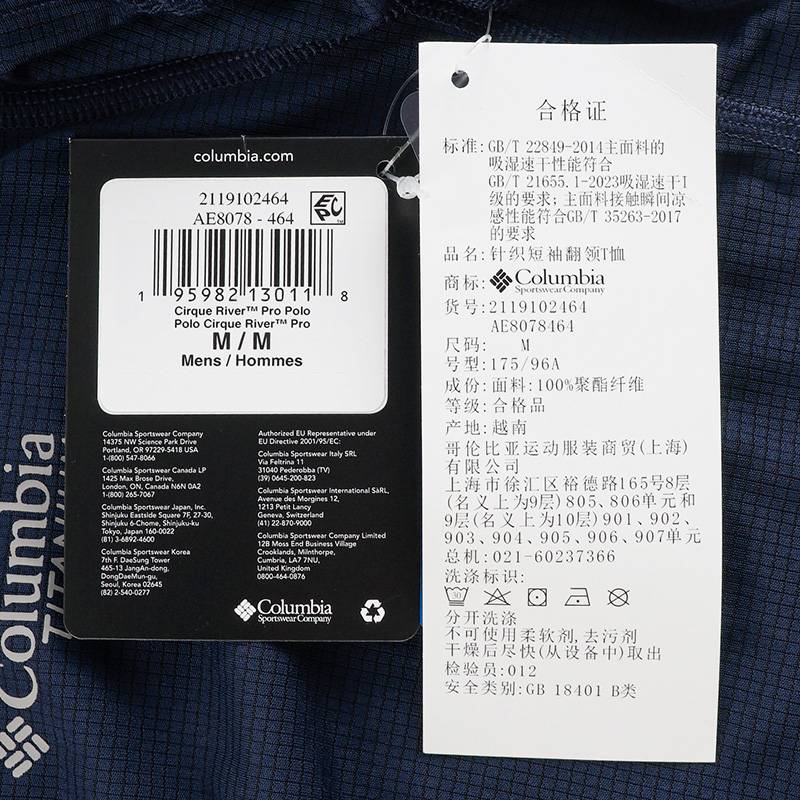 columbia.com
2119102464
AE8078 - 464
EPC
1 95982 13011 8
Cirque River™ Pro Polo
Polo Cirque River™ Pro
M / M
Mens / Hommes
Columbia Sportswear Company
14375 NW Science Park Drive
Portland, OR 97229-5418 USA
1(800) 547-8066
Columbia Sportswear Canada LP
1425 Max Brose Drive,
London, ON, Canada N6N 0A2
1(800) 265-7067
Columbia Sportswear Japan, Inc.
Shinjuku Eastside Square 7F, 27-30,
Shinjuku 6-Chome, Shinjuku-ku
Tokyo, Japan 160-0022
(81) 3-6892-4600
Columbia Sportswear Korea
7th F. DaeSung Tower
465-13 JangAn-dong,
DongDaeMun-gu,
Seoul, Korea 02645
(82) 2-540-0277
Authorized EU Representative under
EU Directive 2001/95/EC:
Columbia Sportswear Italy SRL
Via Feltrina 11
31040 Pederobba (TV)
(39) 0645-200-823
Columbia Sportswear International SàRL,
Avenue des Morgines 12,
1213 Petit Lancy
Geneva, Switzerland
(41) 22-870-9000
Columbia Sportswear Company Limited
12B Moss End Business Village
Crooklands, Milnthorpe,
Cumbria, LA7 7NU,
United Kingdom
0800-464-0876
Columbia
Sportswear Company
合格证
标准: GB/T 22849-2014主面料的
吸湿速干性能符合
GB/T 21655.1-2023吸湿速干I
级的要求; 主面料接触瞬间凉
感性能符合GB/T 35263-2017
的要求
品名: 针织短袖翻领T恤
商标: Columbia
Sportswear Company
货号: 2119102464
AE8078464
尺码: M
号型: 175/96A
成份: 面料: 100%聚酯纤维
等级: 合格品
产地: 越南
哥伦比亚运动服装商贸(上海)
有限公司
上海市徐汇区裕德路165号8层
(名义上为9层) 805、806单元和
9层(名义上为10层) 901、902、
903、904、905、906、907单元
总机: 021-60237366
洗涤标识:
30
分开洗涤
不可使用柔软剂,去污剂
干燥后尽快(从设备中)取出
检验员: 012
安全类别: GB 18401 B类
Columbia